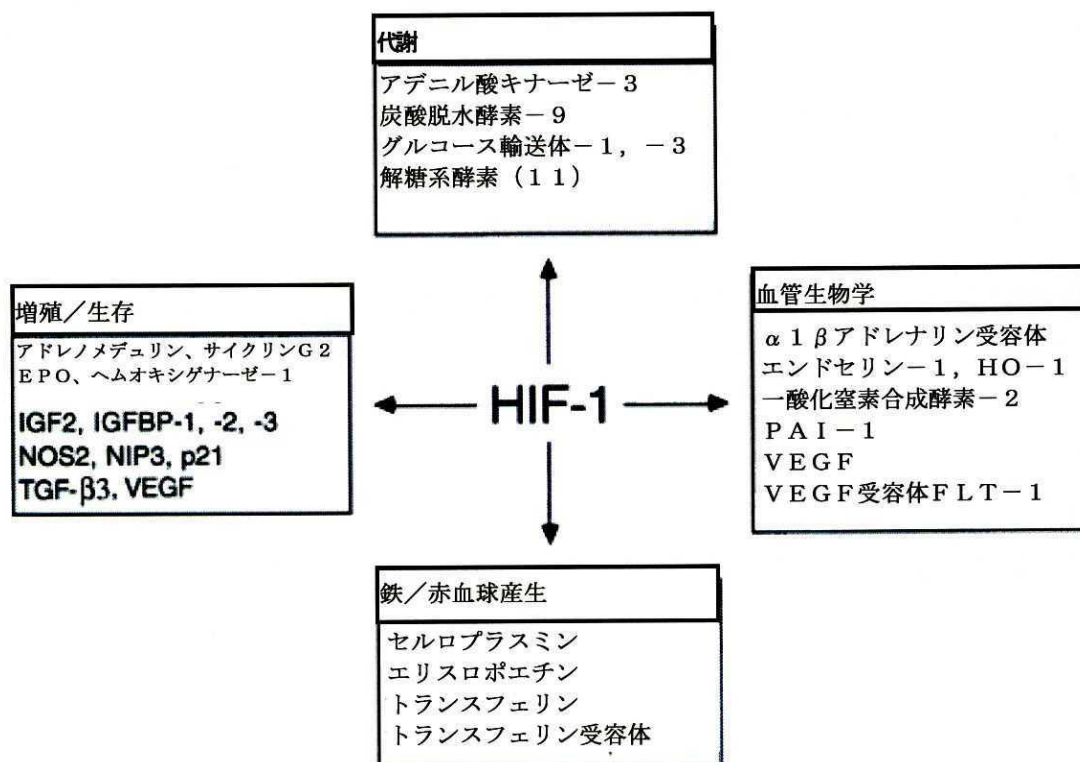 代謝
アデニル酸キナーゼ－３
炭酸脱水酵素－９
グルコース輸送体－１，－３
解糖系酵素（１１）
増殖／生存
アドレノメデュリン、サイクリンＧ２
ＥＰＯ、ヘムオキシゲナーゼ－１
IGF2, IGFBP-1, -2, -3
NOS2, NIP3, p21
TGF-β3, VEGF
HIF-1
血管生物学
α１βアドレナリン受容体
エンドセリン－１，ＨＯ－１
一酸化窒素合成酵素－２
ＰＡＩ－１
ＶＥＧＦ
ＶＥＧＦ受容体ＦＬＴ－１
鉄／赤血球産生
セルロプラスミン
エリスロポエチン
トランスフェリン
トランスフェリン受容体